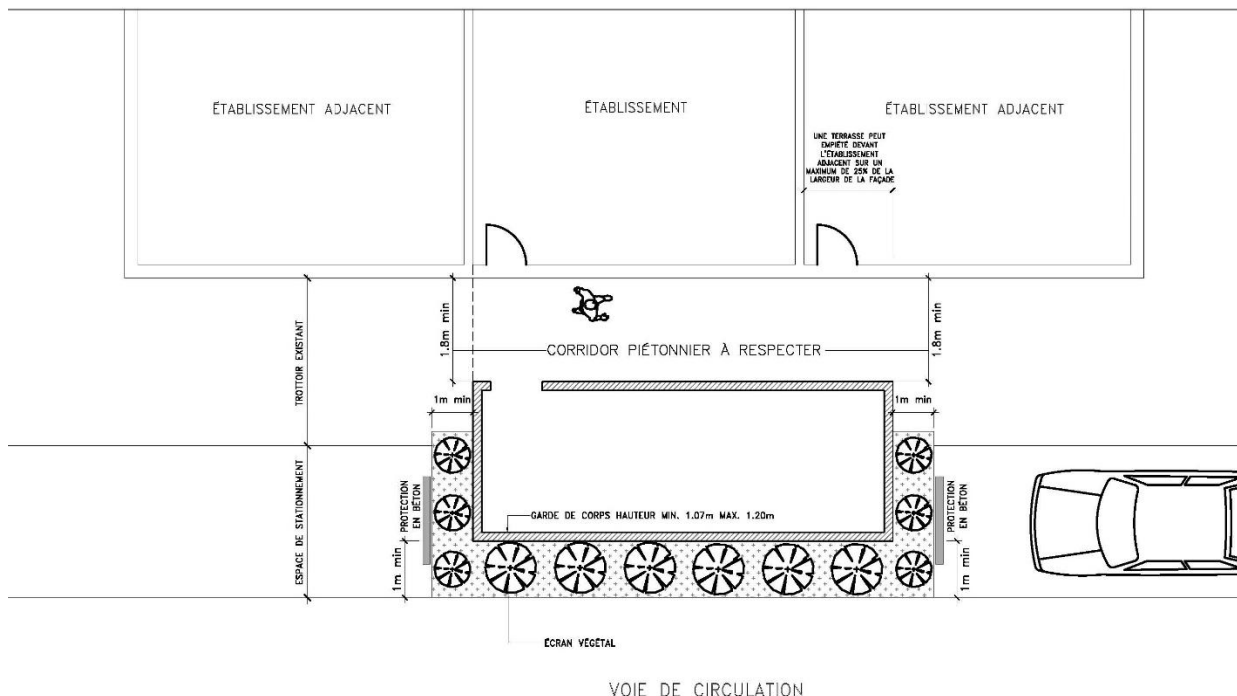 ÉTABLISSEMENT ADJACENT
ÉTABLISSEMENT
ÉTABLISSEMENT ADJACENT
UNE TERRASSE PEUT
EMPIÉTÉ DEVANT
L'ÉTABLISSEMENT
ADJACENT SUR UN
MAXIMUM DE 25% DE LA
LARGEUR DE LA FAÇADE
TROTTOIR EXISTANT
1.8m min
CORRIDOR PIÉTONNIER À RESPECTER
1.8m min
1m min
1m min
ESPACE DE STATIONNEMENT
PROTECTION
EN BÉTON
GARDE DE CORPS HAUTEUR MIN. 1.07m MAX. 1.20m
PROTECTION
EN BÉTON
1m min
1m min
ÉCRAN VÉGÉTAL
VOIE DE CIRCULATION